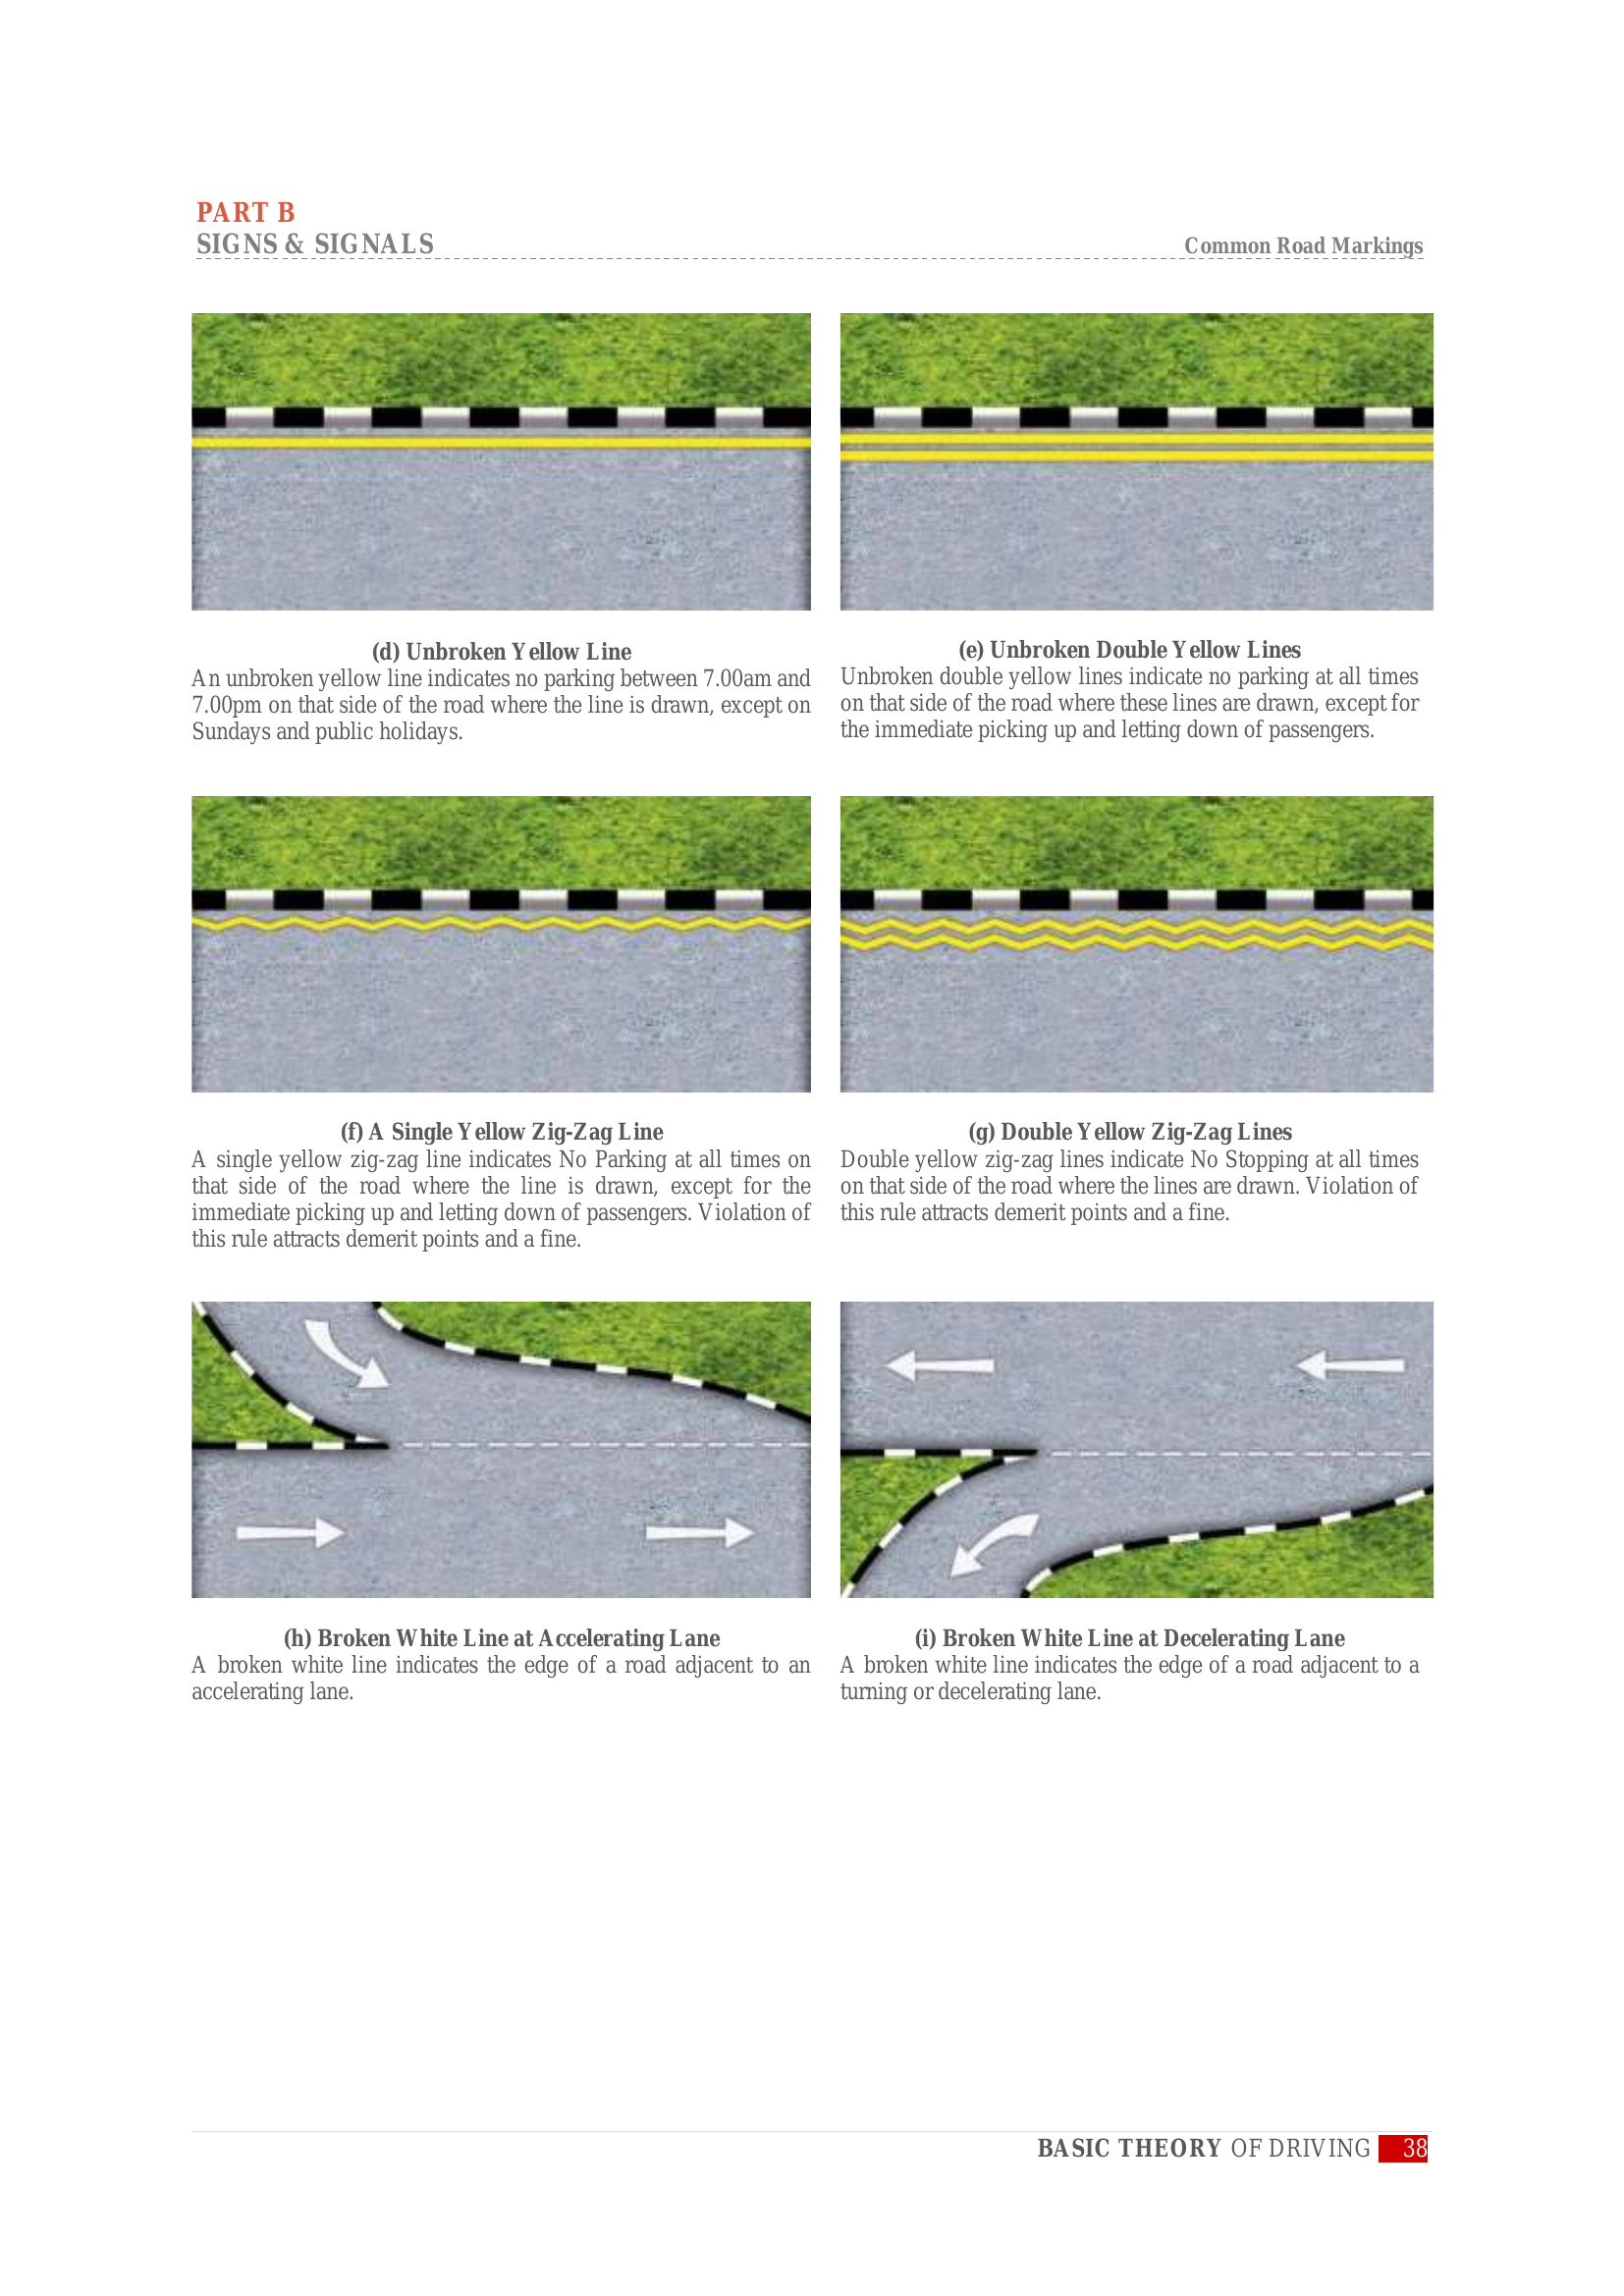 PART B
SIGNS & SIGNALS
Common Road Markings
(d) Unbroken Yellow Line
An unbroken yellow line indicates no parking between 7.00am and
7.00pm on that side of the road where the line is drawn, except on
Sundays and public holidays.
(e) Unbroken Double Yellow Lines
Unbroken double yellow lines indicate no parking at all times
on that side of the road where these lines are drawn, except for
the immediate picking up and letting down of passengers.
(f) A Single Yellow Zig-Zag Line
A single yellow zig-zag line indicates No Parking at all times on
that side of the road where the line is drawn, except for the
immediate picking up and letting down of passengers. Violation of
this rule attracts demerit points and a fine.
(g) Double Yellow Zig-Zag Lines
Double yellow zig-zag lines indicate No Stopping at all times
on that side of the road where the lines are drawn. Violation of
this rule attracts demerit points and a fine.
(h) Broken White Line at Accelerating Lane
A broken white line indicates the edge of a road adjacent to an
accelerating lane.
(i) Broken White Line at Decelerating Lane
A broken white line indicates the edge of a road adjacent to a
turning or decelerating lane.
BASIC THEORY OF DRIVING 38